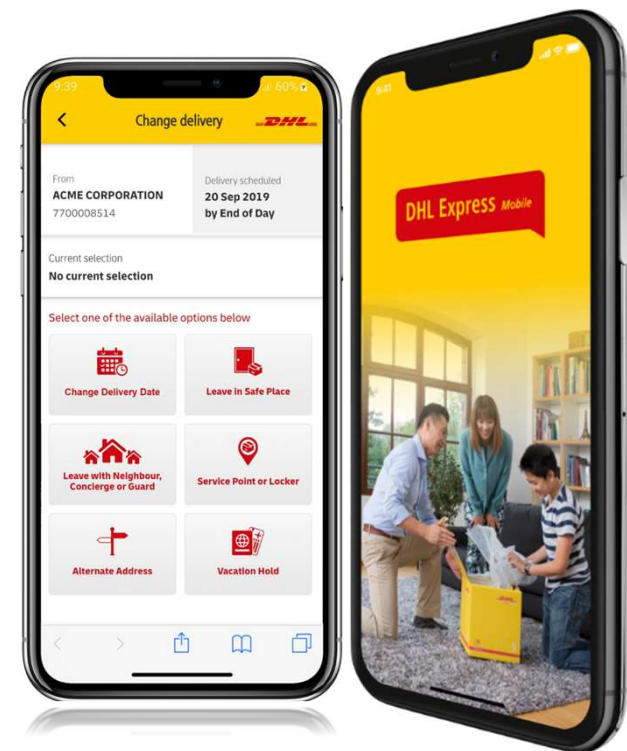 9:39
60%
Change delivery
DHL
From
ACME CORPORATION
7700008514
Delivery scheduled
20 Sep 2019
by End of Day
Current selection
No current selection
Select one of the available options below
Change Delivery Date
Leave in Safe Place
Leave with Neighbour,
Concierge or Guard
Service Point or Locker
Alternate Address
Vacation Hold
9:41
DHL Express Mobile